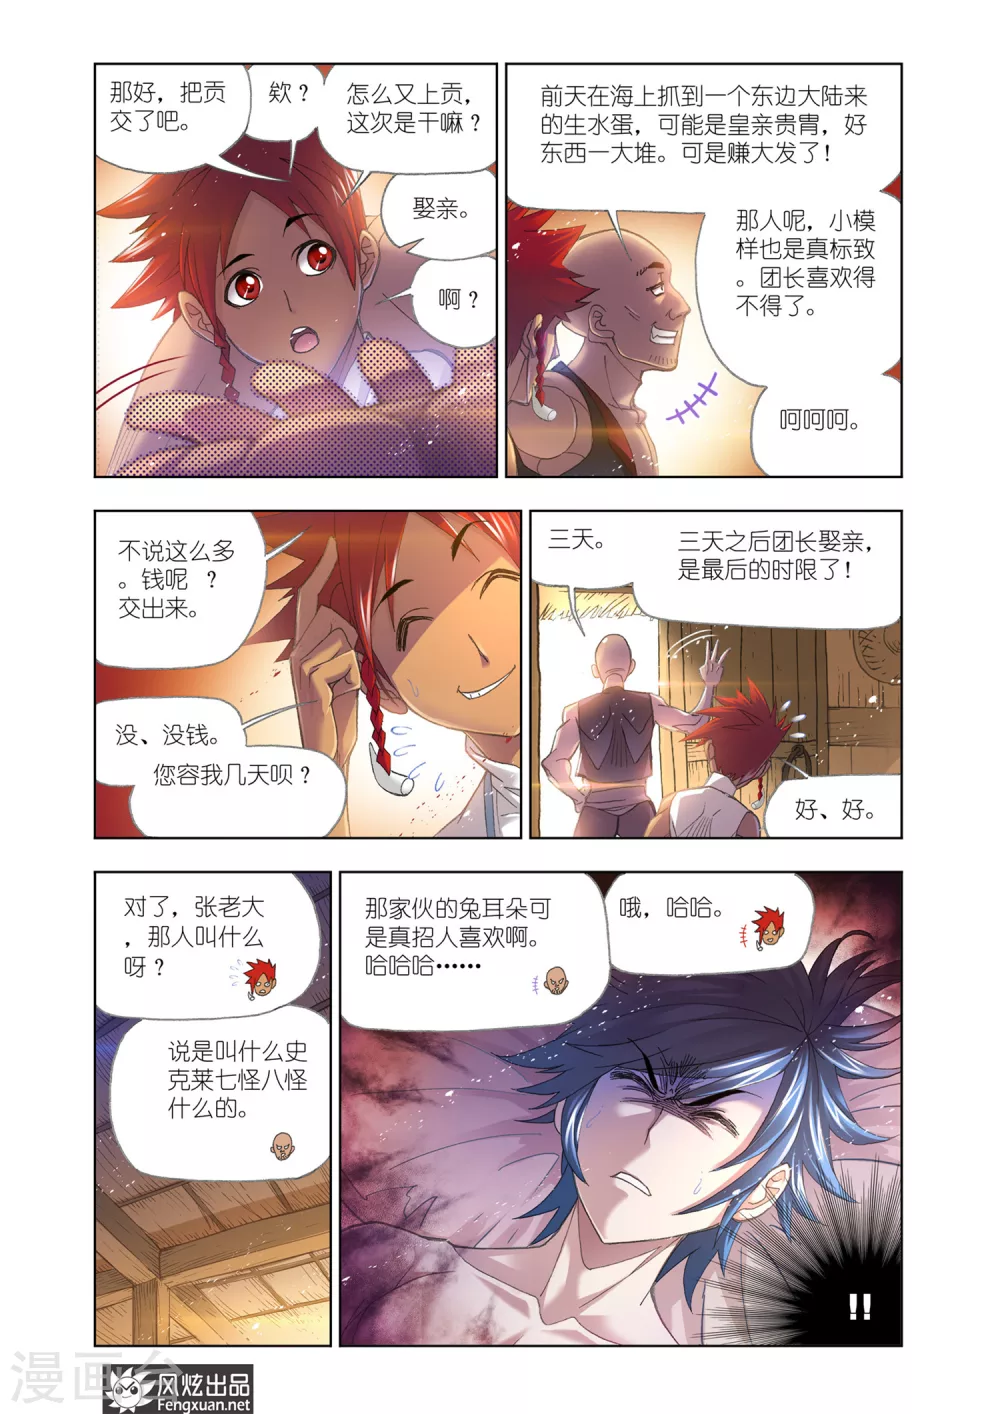 那好，把贡
交了吧。
欸？
怎么又上贡，
这次是干嘛？
娶亲。
啊？
前天在海上抓到一个东边大陆来
的生水蛋，可能是皇亲贵胄，好
东西一大堆。可是赚大发了！
那人呢，小模
样也是真标致
。团长喜欢得
不得了。
呵呵呵。
不说这么多
。钱呢 ？
交出来。
没、没钱。
您容我几天呗？
三天。
三天之后团长娶亲，
是最后的时限了！
好、好。
对了，张老大
，那人叫什么
呀？
说是叫什么史
克莱七怪八怪
什么的。
那家伙的兔耳朵可
是真招人喜欢啊。
哈哈哈……
哦，哈哈。
!!
漫画台
风炫出品
Fengxuan.net